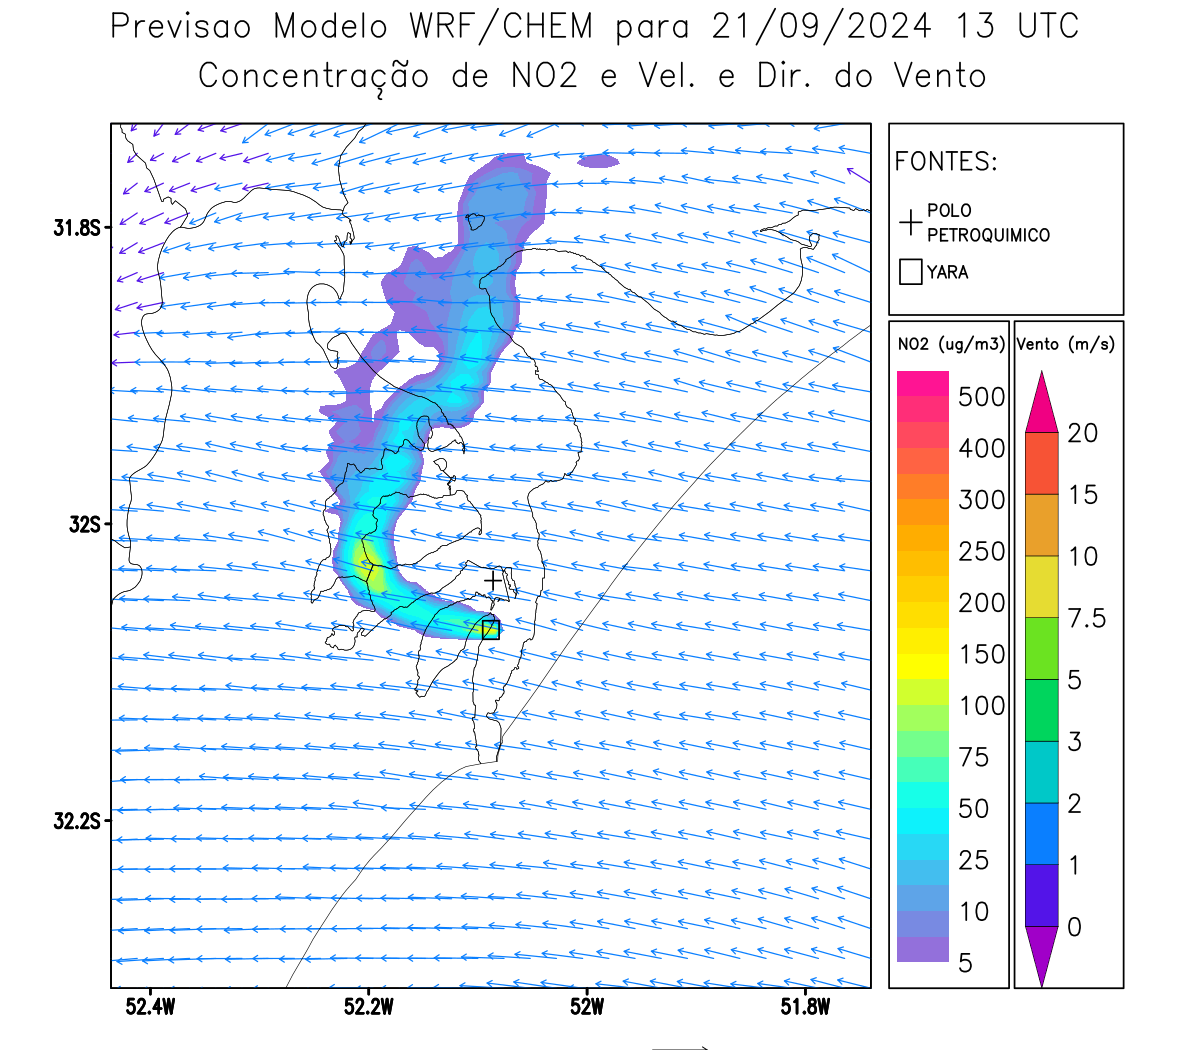 Previsao Modelo WRF/CHEM para 21/09/2024 13 UTC
Concentração de NO2 e Vel. e Dir. do Vento
FONTES:
POLO
PETROQUIMICO
YARA
31.8S
32S
32.2S
52.4W
52.2W
52W
51.8W
NO2 (ug/m3)
500
400
300
250
200
150
100
75
50
25
10
5
Vento (m/s)
20
15
10
7.5
5
3
2
1
0